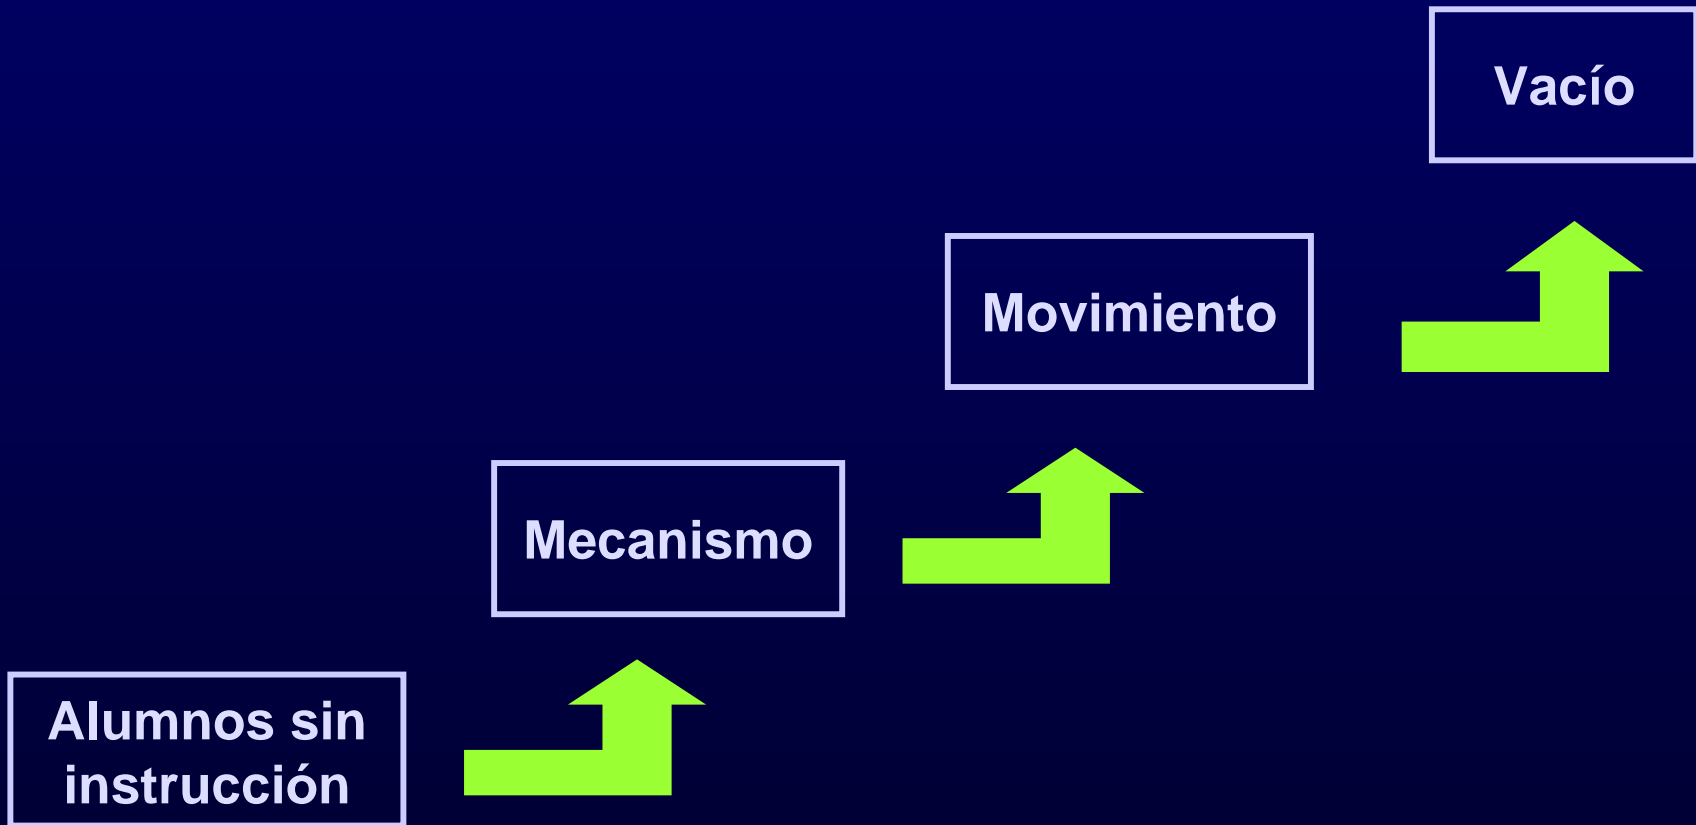 Vacío
Movimiento
Mecanismo
Alumnos sin
instrucción